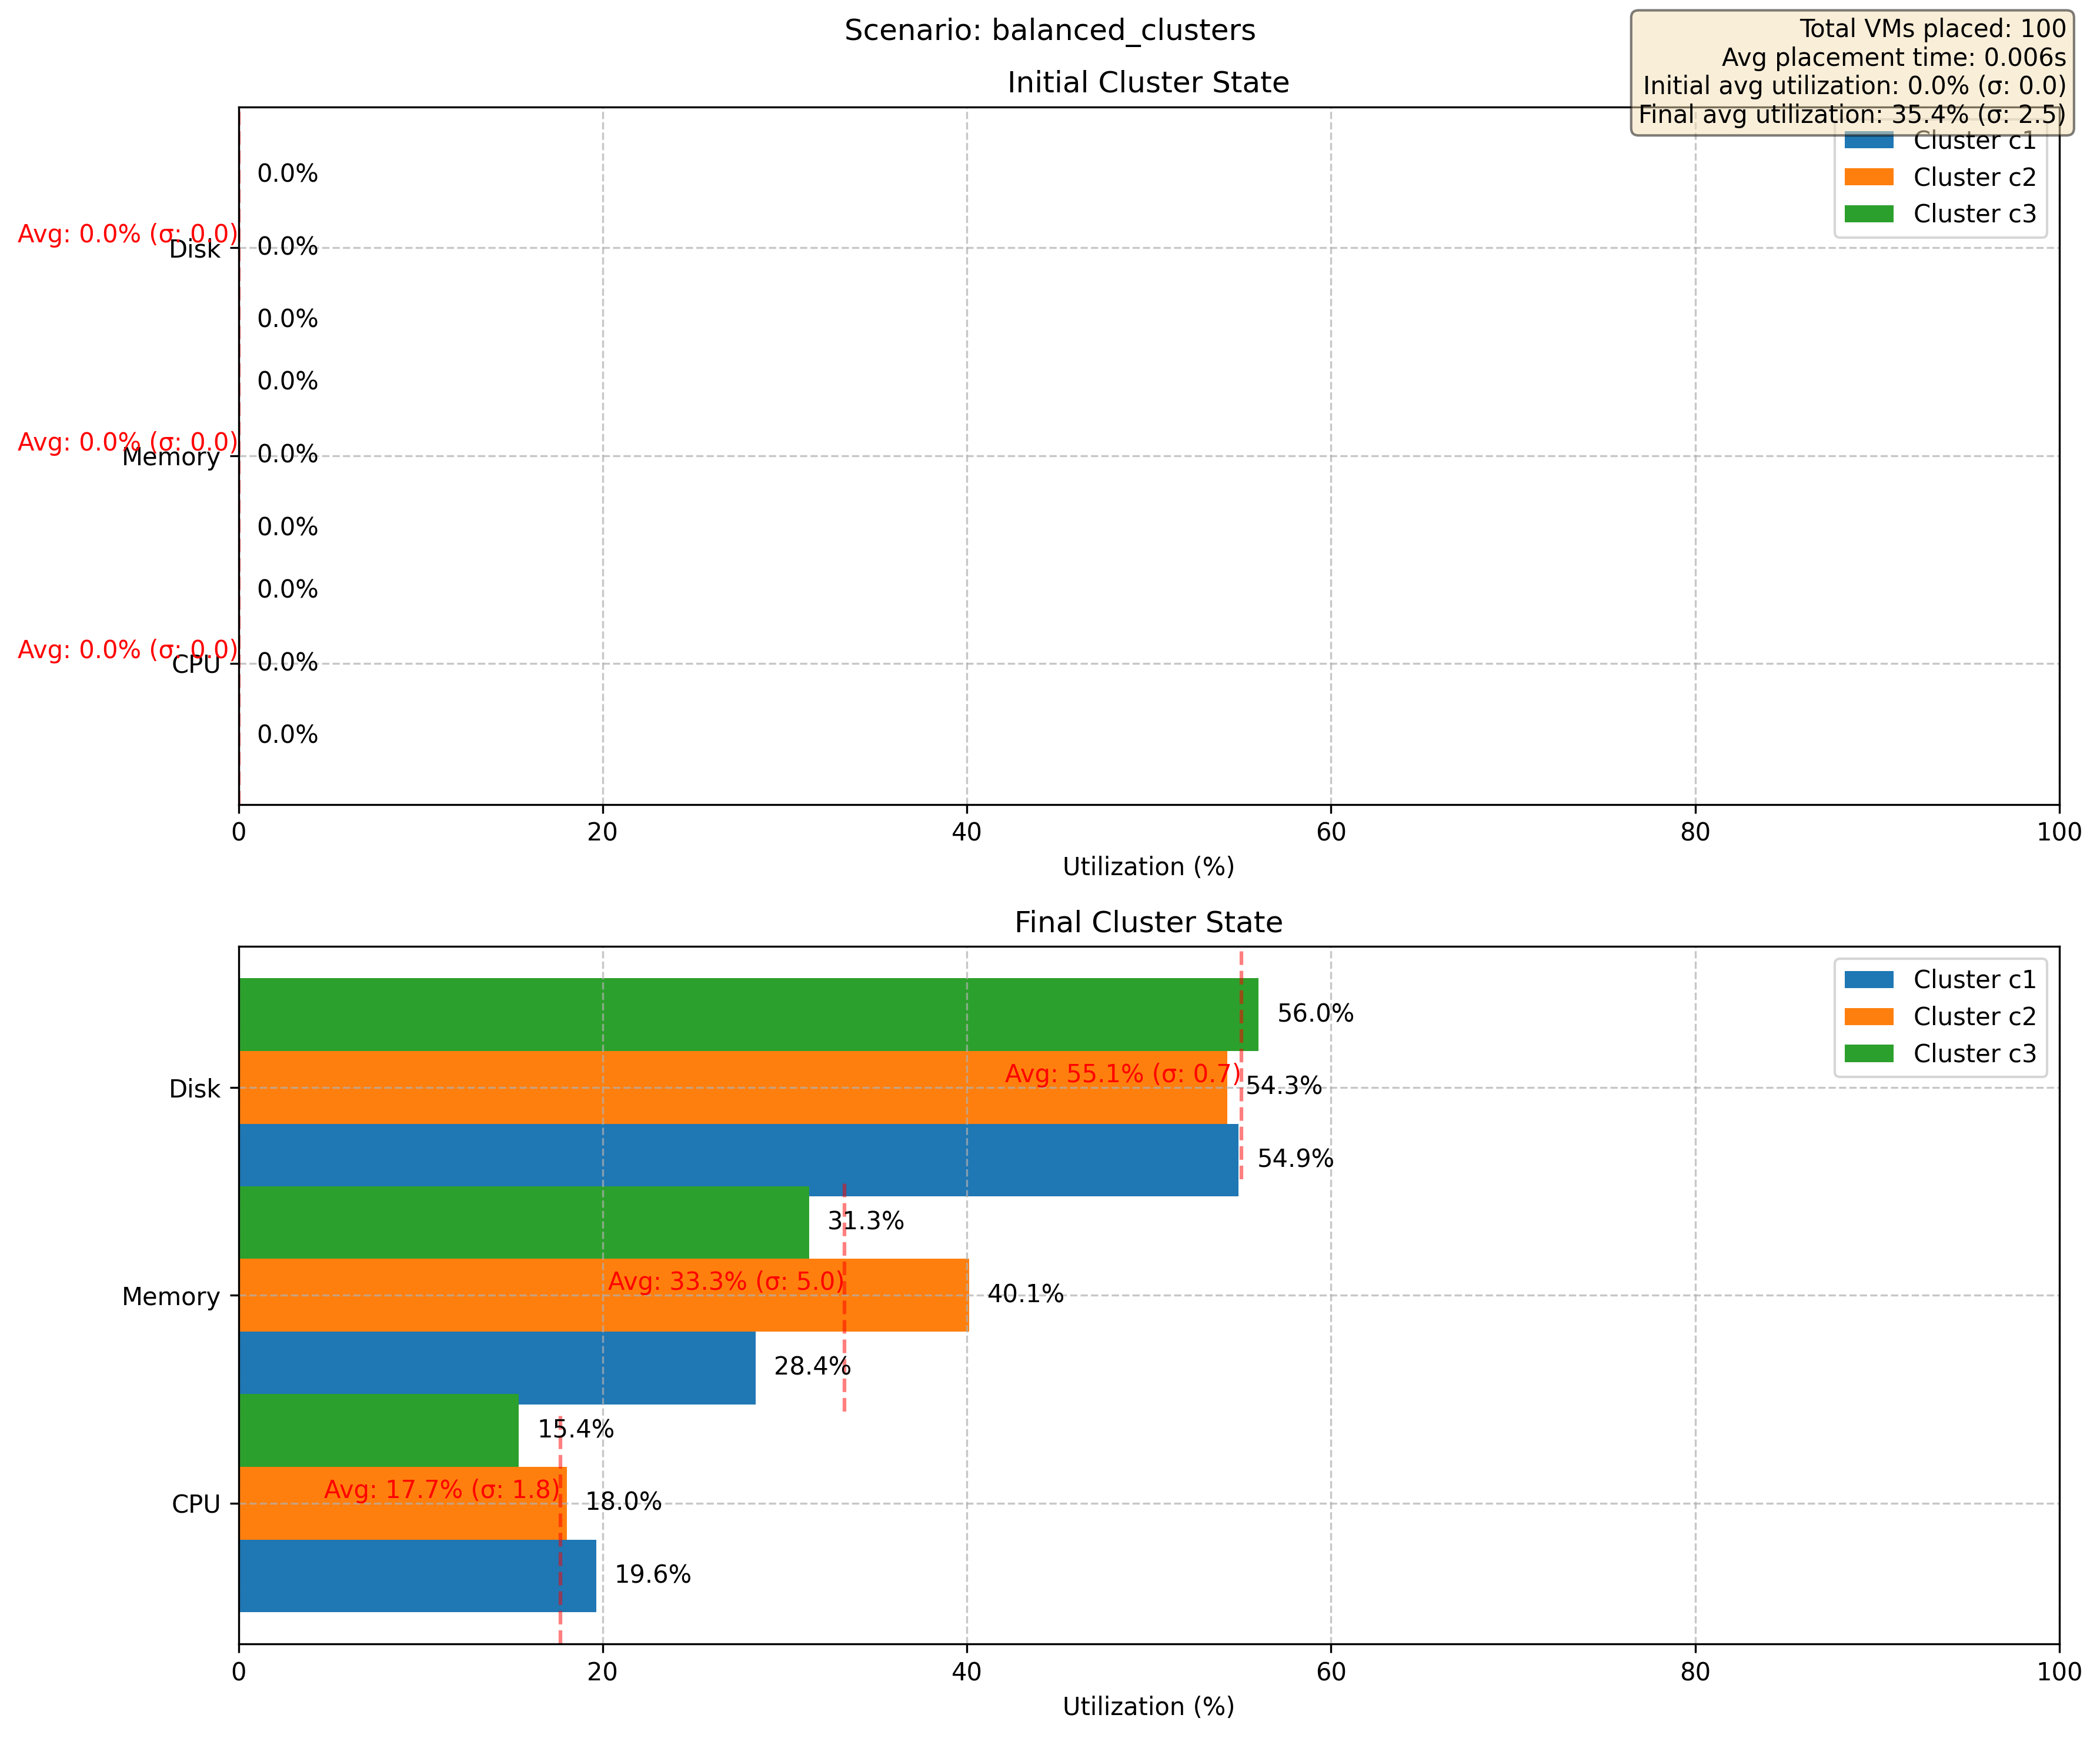 Scenario: balanced_clusters
Total VMs placed: 100
Avg placement time: 0.006s
Initial avg utilization: 0.0% (σ: 0.0)
Final avg utilization: 35.4% (σ: 2.5)
Initial Cluster State
Cluster c1
Cluster c2
Cluster c3
0.0%
Avg: 0.0% (σ: 0.0)
Disk
0.0%
0.0%
0.0%
Avg: 0.0% (σ: 0.0)
Memory
0.0%
0.0%
0.0%
Avg: 0.0% (σ: 0.0)
CPU
0.0%
0.0%
0 20 40 60 80 100
Utilization (%)
Final Cluster State
Cluster c1
Cluster c2
Cluster c3
56.0%
Avg: 55.1% (σ: 0.7)
Disk
54.3%
54.9%
31.3%
Avg: 33.3% (σ: 5.0)
Memory
40.1%
28.4%
15.4%
Avg: 17.7% (σ: 1.8)
CPU
18.0%
19.6%
0 20 40 60 80 100
Utilization (%)